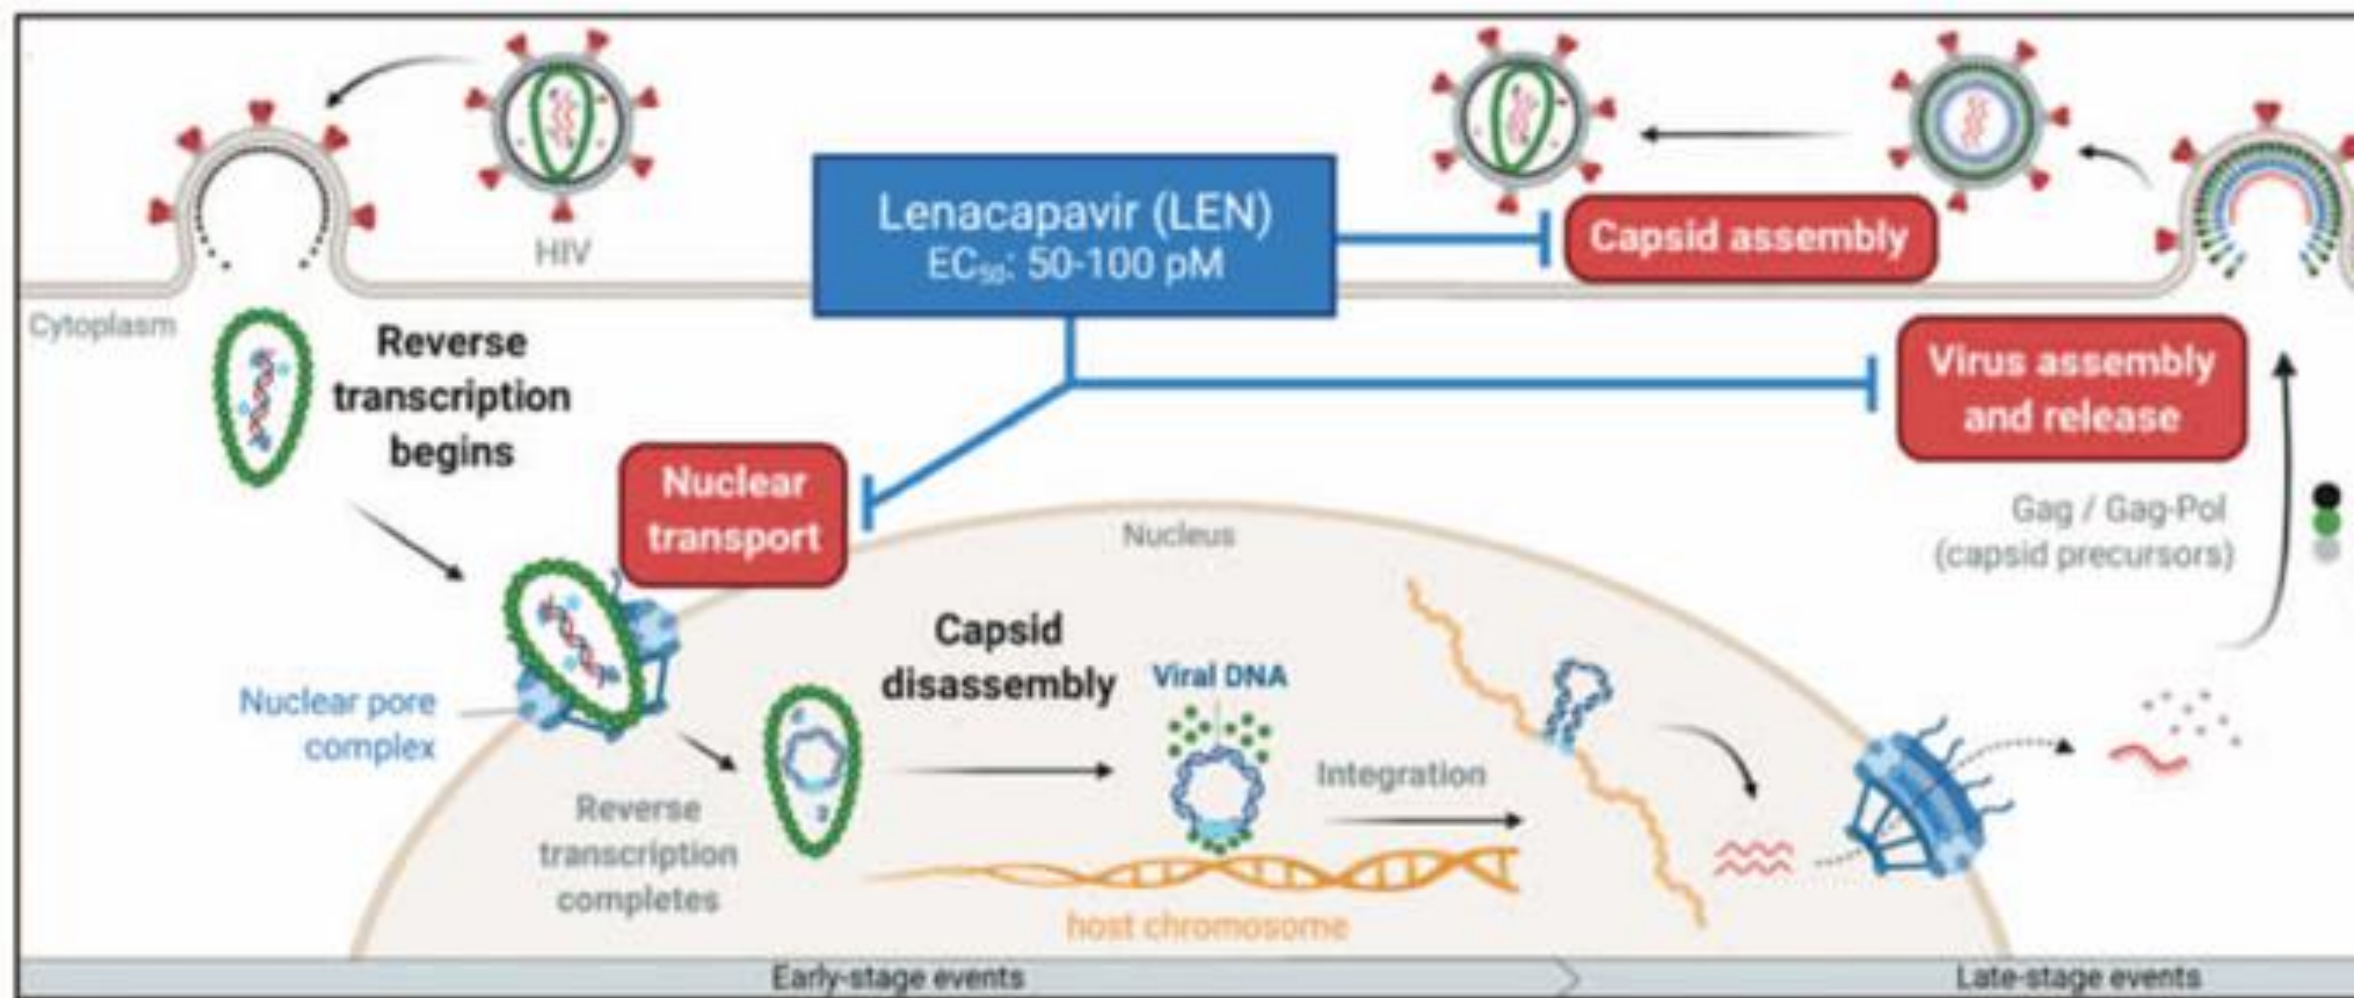 HIV
Lenacapavir (LEN)
EC₅₀: 50-100 pM
Capsid assembly
Cytoplasm
Reverse
transcription
begins
Virus assembly
and release
Nuclear
transport
Nucleus
Gag / Gag-Pol
(capsid precursors)
Capsid
disassembly
Viral DNA
Nuclear pore
complex
Integration
Reverse
transcription
completes
host chromosome
Early-stage events
Late-stage events